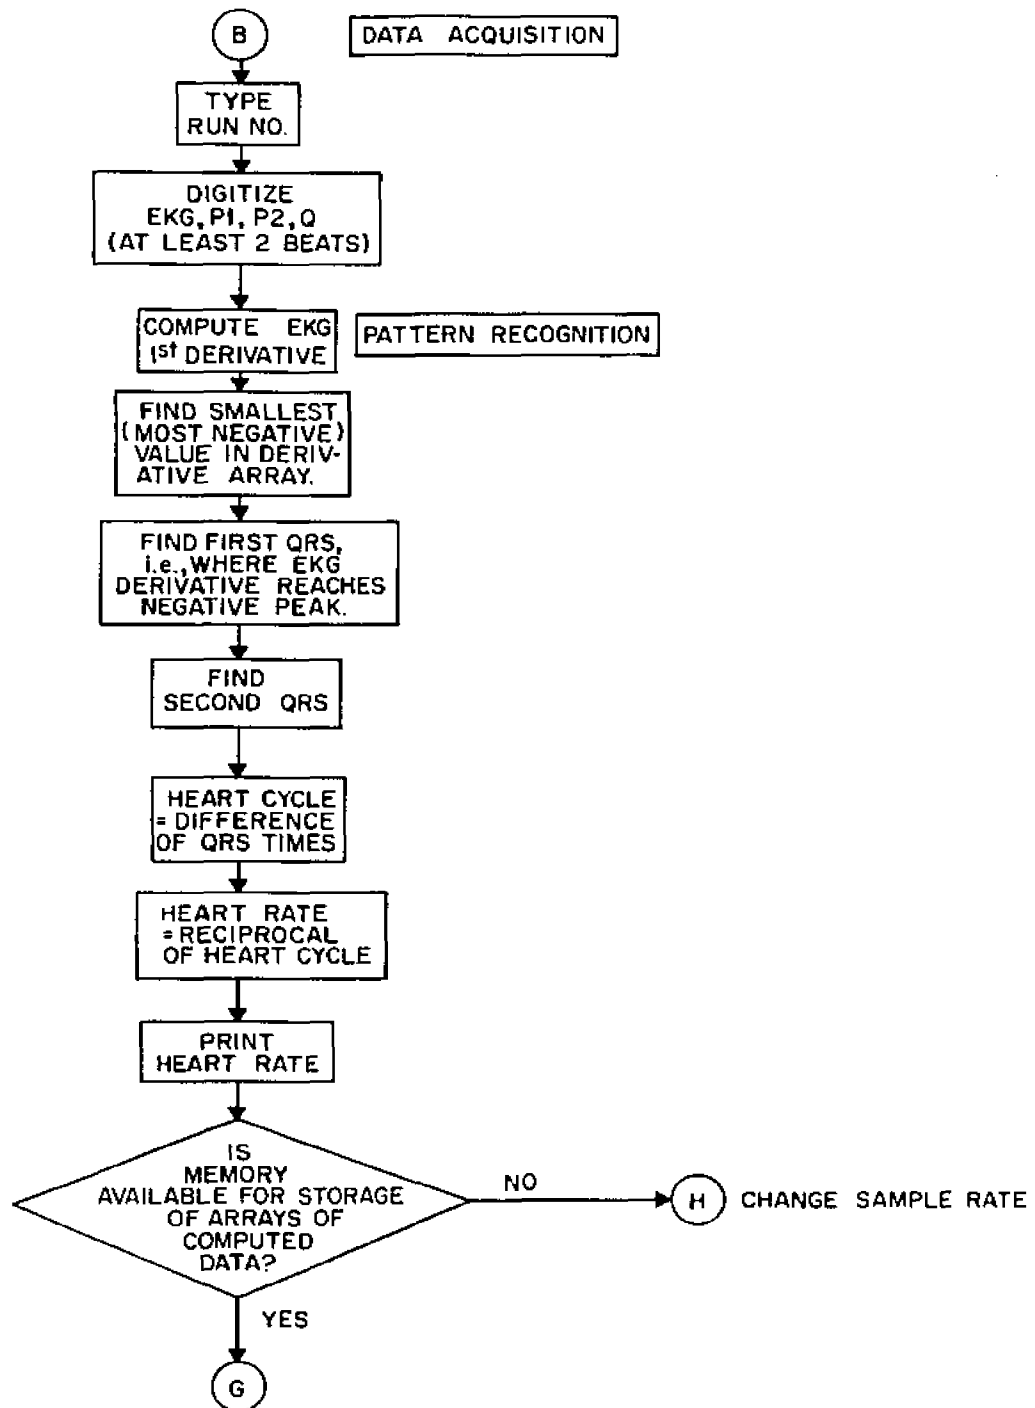 B
DATA ACQUISITION
TYPE
RUN NO.
DIGITIZE
EKG, P1, P2, Q
(AT LEAST 2 BEATS)
COMPUTE EKG
1st DERIVATIVE
PATTERN RECOGNITION
FIND SMALLEST
(MOST NEGATIVE)
VALUE IN DERIV-
ATIVE ARRAY.
FIND FIRST QRS,
i.e., WHERE EKG
DERIVATIVE REACHES
NEGATIVE PEAK.
FIND
SECOND QRS
HEART CYCLE
= DIFFERENCE
OF QRS TIMES
HEART RATE
= RECIPROCAL
OF HEART CYCLE
PRINT
HEART RATE
IS
MEMORY
AVAILABLE FOR STORAGE
OF ARRAYS OF
COMPUTED
DATA?
NO
H CHANGE SAMPLE RATE
YES
G